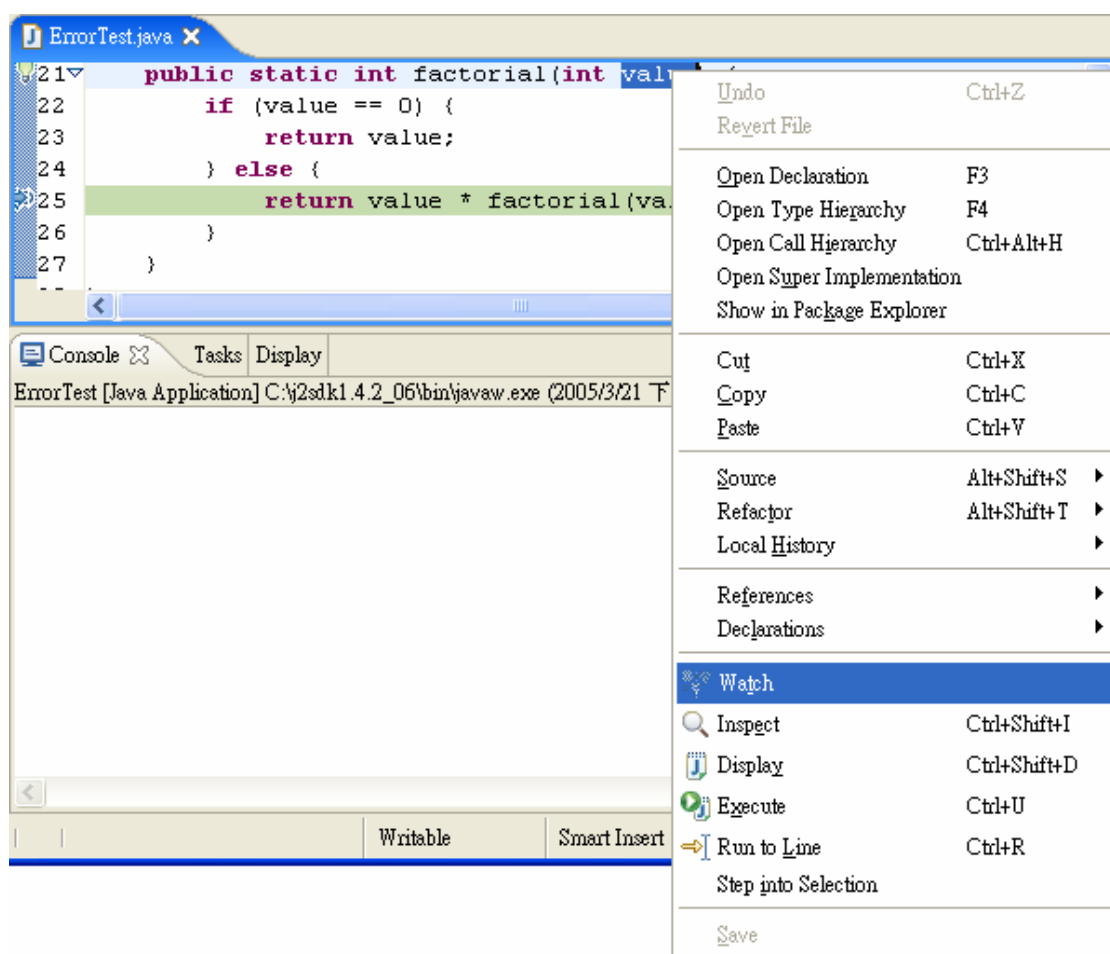 ErrorTest.java
21 public static int factorial(int value {
22 if (value == 0) {
23 return value;
24 } else {
25 return value * factorial(va
26 }
27 }
Console Tasks Display
ErrorTest [Java Application] C:\j2sdk1.4.2_06\bin\javaw.exe (2005/3/21 下
Writable Smart Insert
Undo Ctrl+Z
Revert File
Open Declaration F3
Open Type Hierarchy F4
Open Call Hierarchy Ctrl+Alt+H
Open Super Implementation
Show in Package Explorer
Cut Ctrl+X
Copy Ctrl+C
Paste Ctrl+V
Source Alt+Shift+S
Refactor Alt+Shift+T
Local History
References
Declarations
Watch
Inspect Ctrl+Shift+I
Display Ctrl+Shift+D
Execute Ctrl+U
Run to Line Ctrl+R
Step into Selection
Save